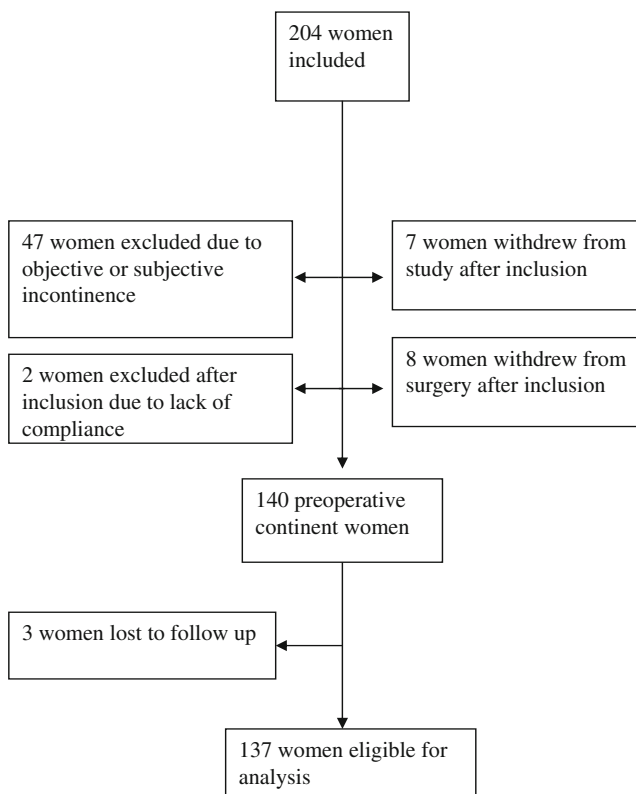 204 women
included
47 women excluded due to
objective or subjective
incontinence
7 women withdrew from
study after inclusion
2 women excluded after
inclusion due to lack of
compliance
8 women withdrew from
surgery after inclusion
140 preoperative
continent women
3 women lost to follow up
137 women eligible for
analysis